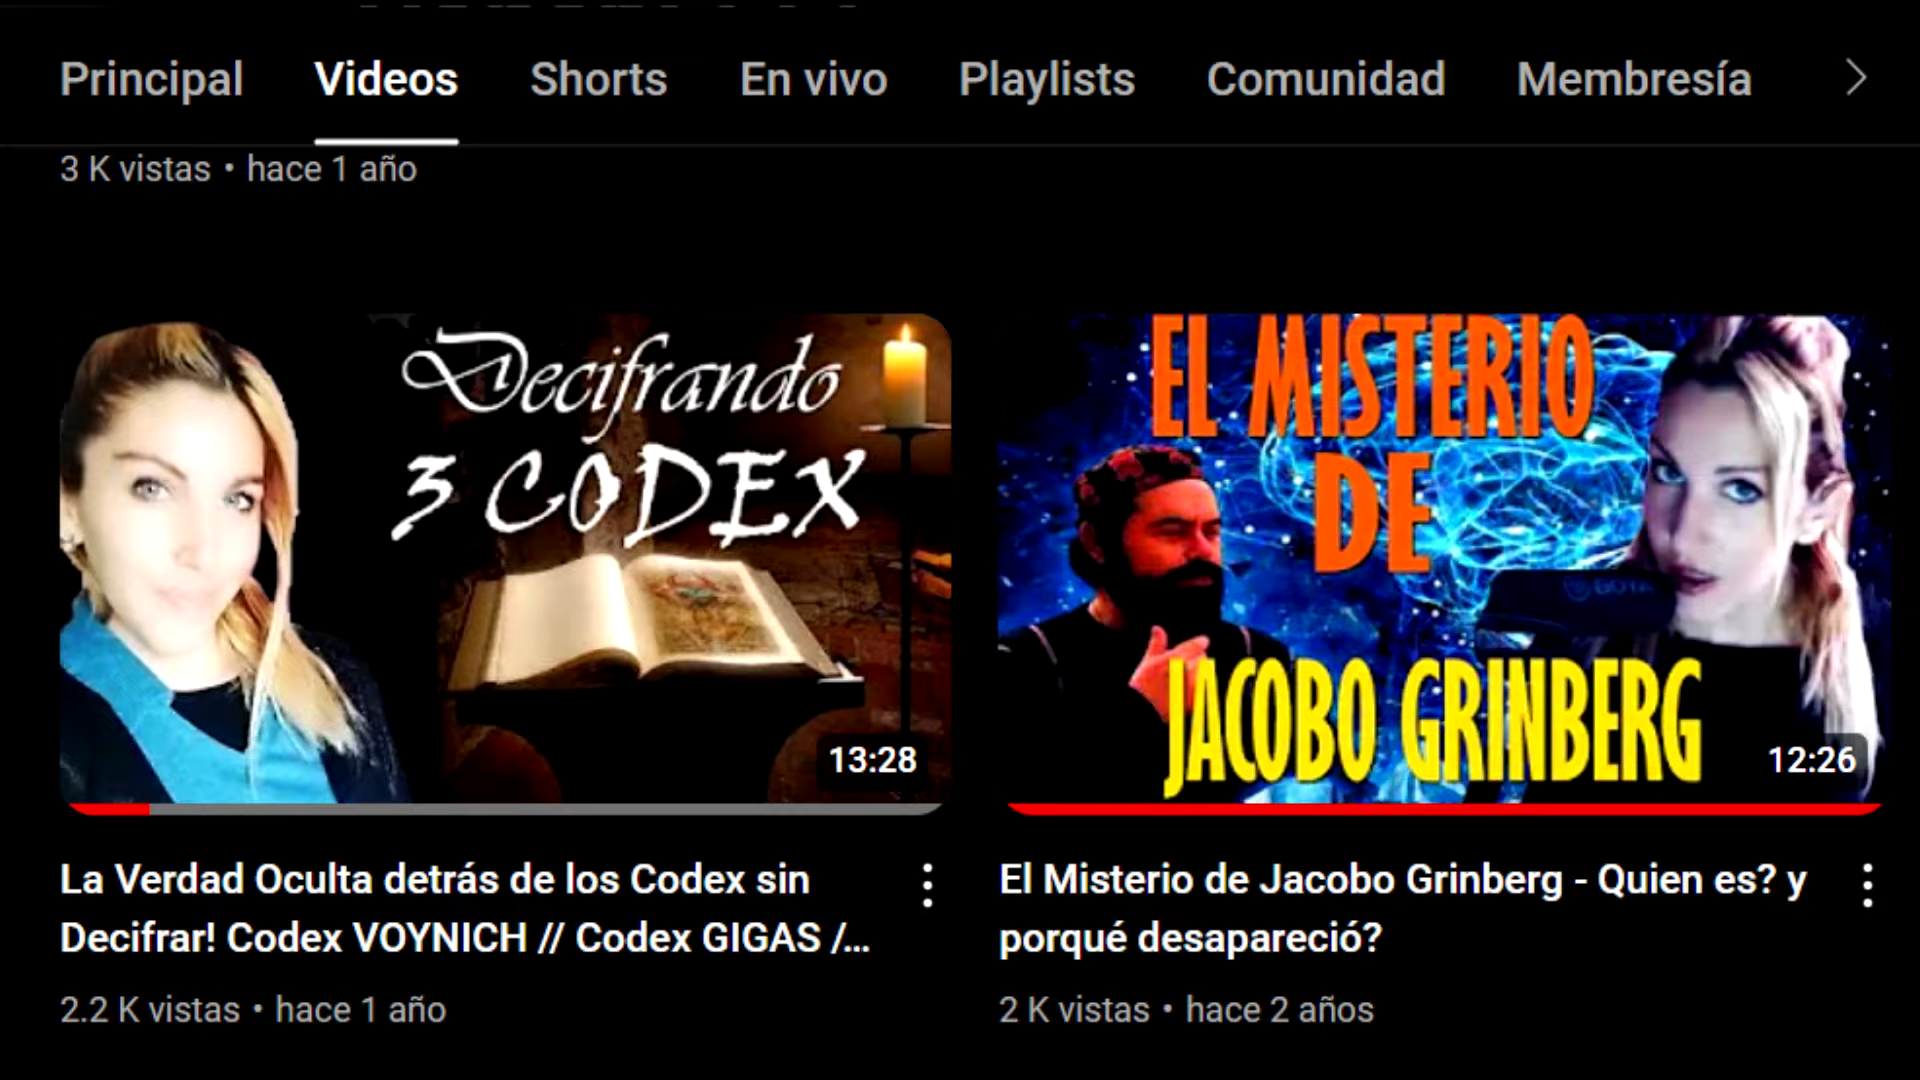 Principal
Videos
Shorts
En vivo
Playlists
Comunidad
Membresía
3 K vistas • hace 1 año
Decifrando
3 CODEX
13:28
EL MISTERIO
DE
JACOBO GRINBERG
12:26
La Verdad Oculta detrás de los Codex sin
Decifrar! Codex VOYNICH // Codex GIGAS /...
2.2 K vistas • hace 1 año
El Misterio de Jacobo Grinberg - Quien es? y
porqué desapareció?
2 K vistas • hace 2 años